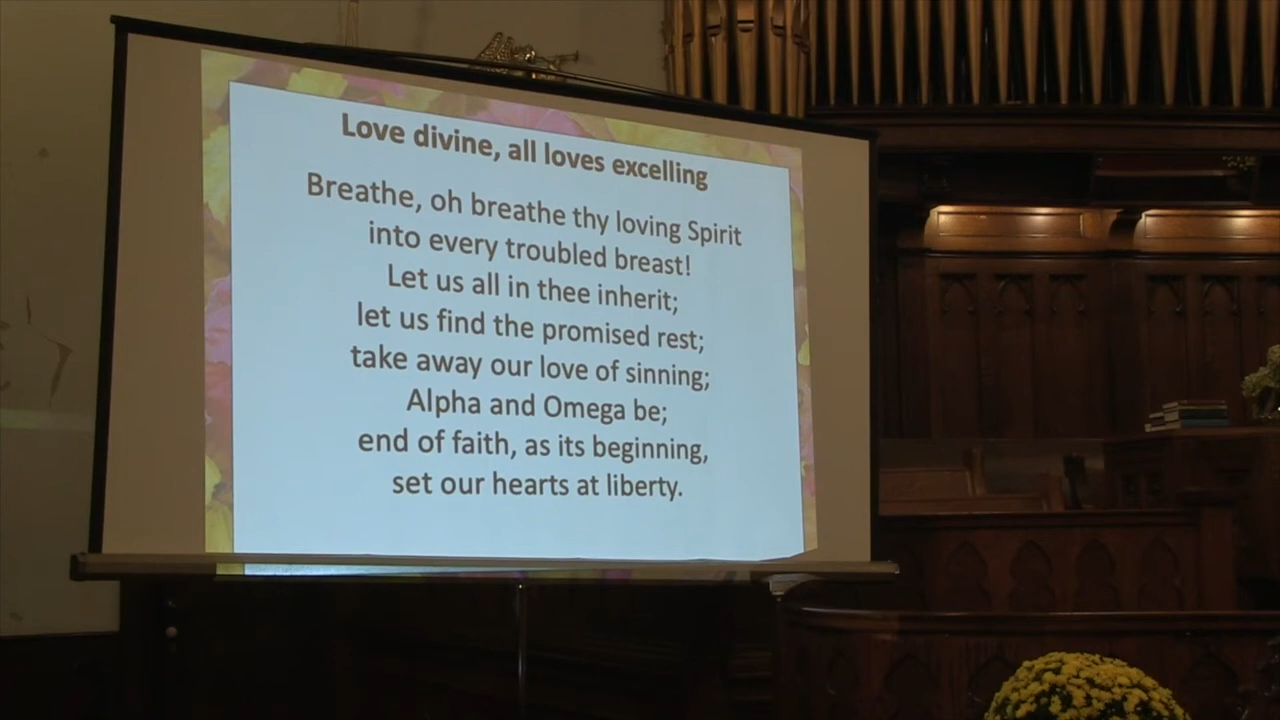 Love divine, all loves excelling
Breathe, oh breathe thy loving Spirit
into every troubled breast!
Let us all in thee inherit;
let us find the promised rest;
take away our love of sinning;
Alpha and Omega be;
end of faith, as its beginning,
set our hearts at liberty.